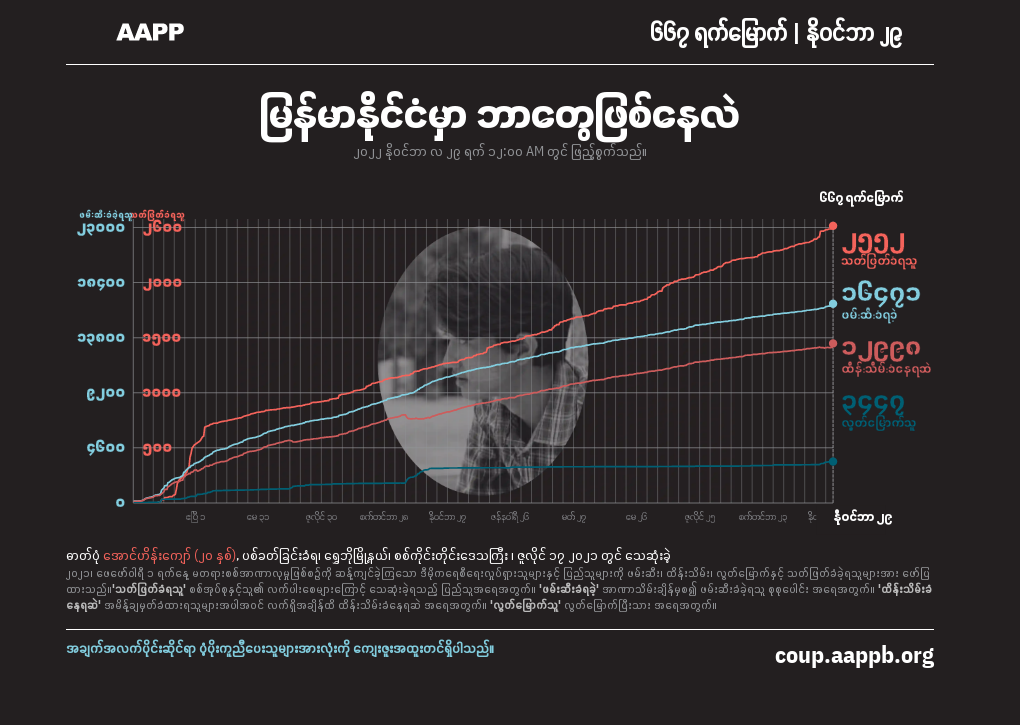 AAPP
၆၆၇ ရက်မြောက် | နိုဝင်ဘာ ၂၉
မြန်မာနိုင်ငံမှာ ဘာတွေဖြစ်နေလဲ
၂၀၂၂ နိုဝင်ဘာ လ ၂၉ ရက် ၁၂:၀၀ AM တွင် ဖြည့်စွက်သည်။
၆၆၇ ရက်မြောက်
ဖမ်းဆီးခံခဲ့ရသူ သတ်ဖြတ်ခံရသူ
၂၃၀၀၀ ၂၆၀၀
၂၅၅၂
သတ်ဖြတ်ခံရသူ
၁၈၄၀၀ ၂၀၀၀
၁၆၄၇၁
ဖမ်းဆီးခံရခဲ့
၁၃၈၀၀ ၁၅၀၀
၁၂၉၉၈
ထိန်းသိမ်းခံနေရဆဲ
၉၂၀၀ ၁၀၀၀
၃၄၄၇
လွတ်မြောက်သူ
၄၆၀၀ ၅၀၀
၀
ဧပြီ ၁ မေ ၃၁ ဇူလိုင် ၃၀ စက်တင်ဘာ ၂၈ နိုဝင်ဘာ ၂၇ ဇန်နဝါရီ ၂၆ မတ် ၂၇ မေ ၂၆ ဇူလိုင် ၂၅ စက်တင်ဘာ ၂၃ နိုဝင်ဘာ ၂၉
ဓာတ်ပုံ အောင်ဟိန်းကျော် (၂၀ နှစ်), ပစ်ခတ်ခြင်းခံရ၊ ရွှေဘိုမြို့နယ်၊ စစ်ကိုင်းတိုင်းဒေသကြီး ၊ ဇူလိုင် ၁၇ ၂၀၂၁ တွင် သေဆုံးခဲ့
၂၀၂၁၊ ဖေဖော်ဝါရီ ၁ ရက်နေ့ မတရားစစ်အာဏာလုမှုဖြစ်စဥ်ကို ဆန့်ကျင်ခဲ့ကြသော ဒီမိုကရေစီရေးလှုပ်ရှားသူများနှင့် ပြည်သူများကို ဖမ်းဆီး၊ ထိန်းသိမ်း၊ လွှတ်မြောက်နှင့် သတ်ဖြတ်ခံခဲ့ရသူများအား ဖော်ပြ
ထားသည်။'သတ်ဖြတ်ခံရသူ' စစ်အုပ်စုနှင့်သူ၏ လက်ပါးစေများကြောင့် သေဆုံးခဲ့ရသည့် ပြည်သူအရေအတွက်။ 'ဖမ်းဆီးခံရခဲ့' အာဏာသိမ်းချိန်မှစ၍ ဖမ်းဆီးခံခဲ့ရသူ စုစုပေါင်း အရေအတွက်။ 'ထိန်းသိမ်းခံ
နေရဆဲ' အမိန့်ချမှတ်ခံထားရသူများအပါအဝင် လက်ရှိအချိန်ထိ ထိန်းသိမ်းခံနေရဆဲ အရေအတွက်။ 'လွတ်မြောက်သူ' လွတ်မြောက်ပြီးသား အရေအတွက်။
အချက်အလက်ပိုင်းဆိုင်ရာ ပံ့ပိုးကူညီပေးသူများအားလုံးကို ကျေးဇူးအထူးတင်ရှိပါသည်။
coup.aappb.org